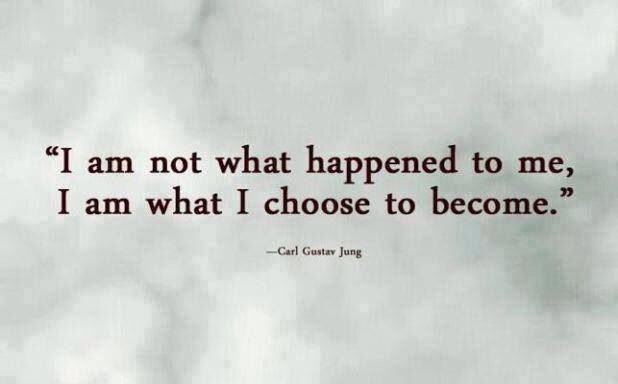 “I am not what happened to me,
I am what I choose to become.”
—Carl Gustav Jung